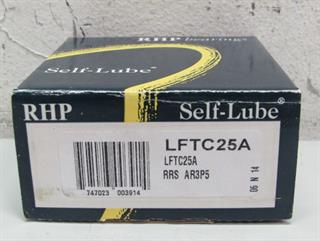 RHP bearings
Self-Lube®
RHP
Self-Lube®
LFTC25A
LFTC25A
RRS AR3P5
747023 003914
06 N 14